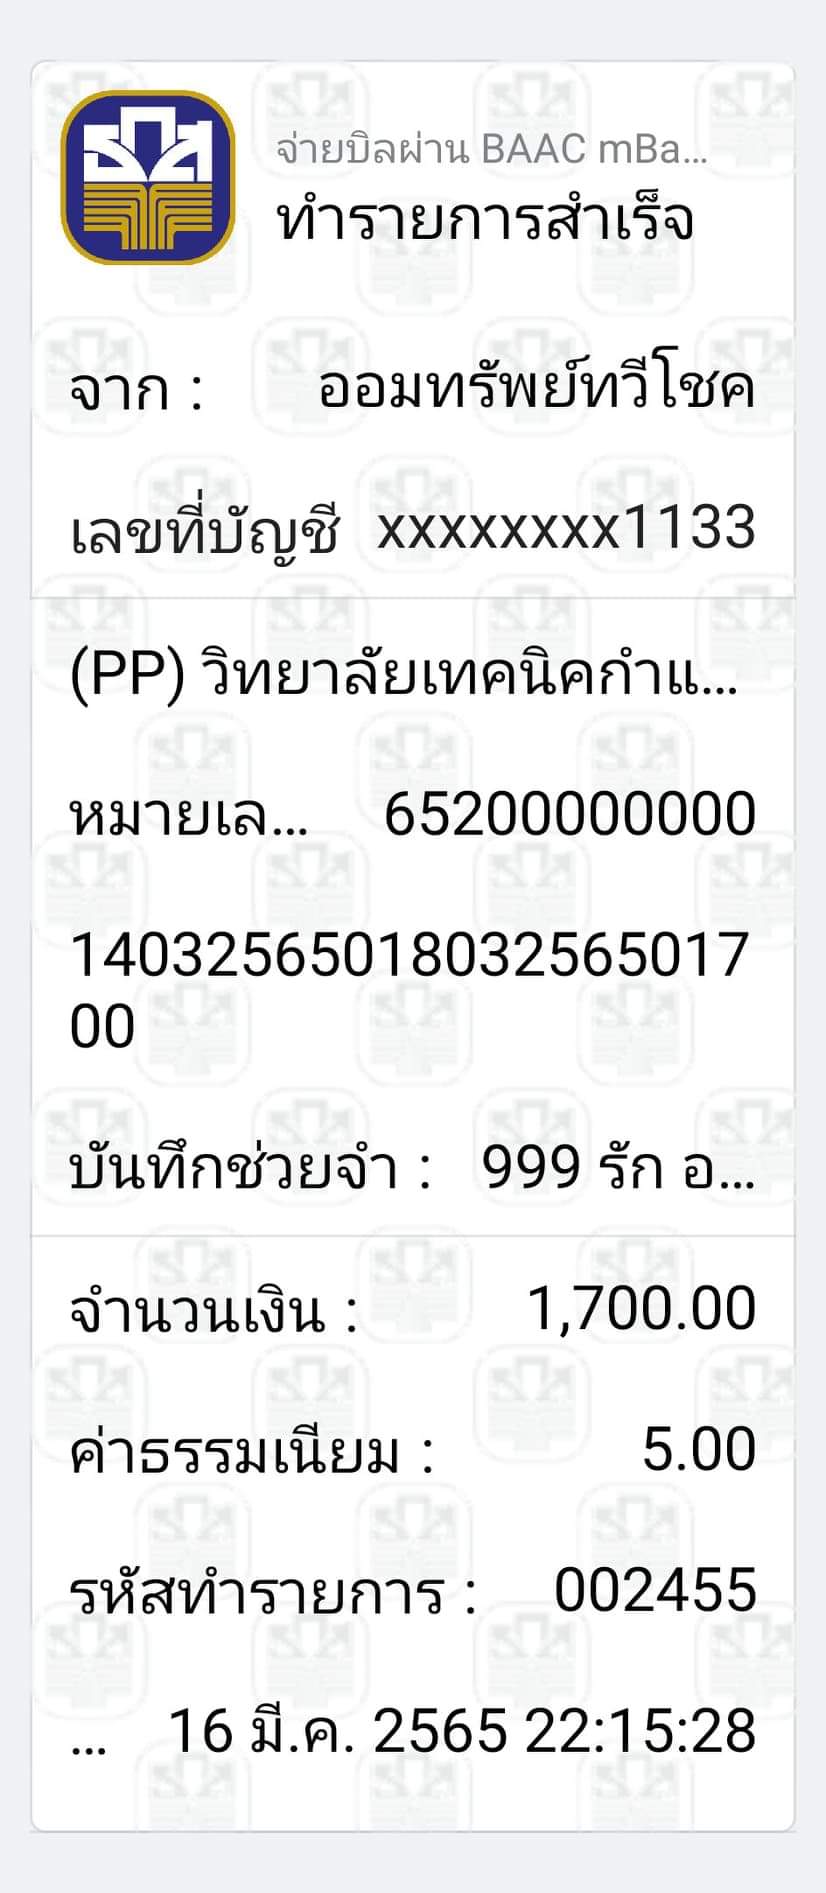 ธกส
จ่ายบิลผ่าน BAAC mBa...
ทำรายการสำเร็จ
จาก : ออมทรัพย์ทวีโชค
เลขที่บัญชี xxxxxxxx1133
(PP) วิทยาลัยเทคนิคกำแ...
หมายเล... 65200000000
1403256501803256501​7
00
บันทึกช่วยจำ : 999 รัก อ...
จำนวนเงิน : 1,700.00
ค่าธรรมเนียม : 5.00
รหัสทำรายการ : 002455
... 16 มี.ค. 2565 22:15:28